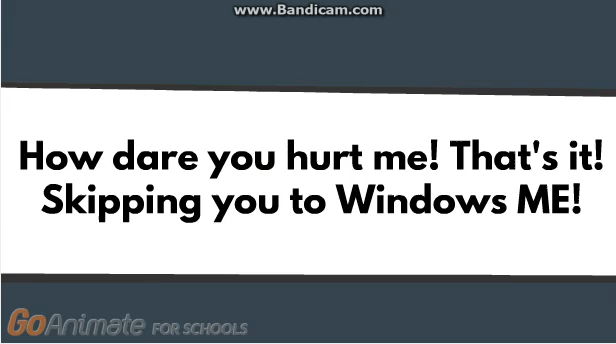 www.Bandicam.com
How dare you hurt me! That's it!
Skipping you to Windows ME!
GoAnimate FOR SCHOOLS